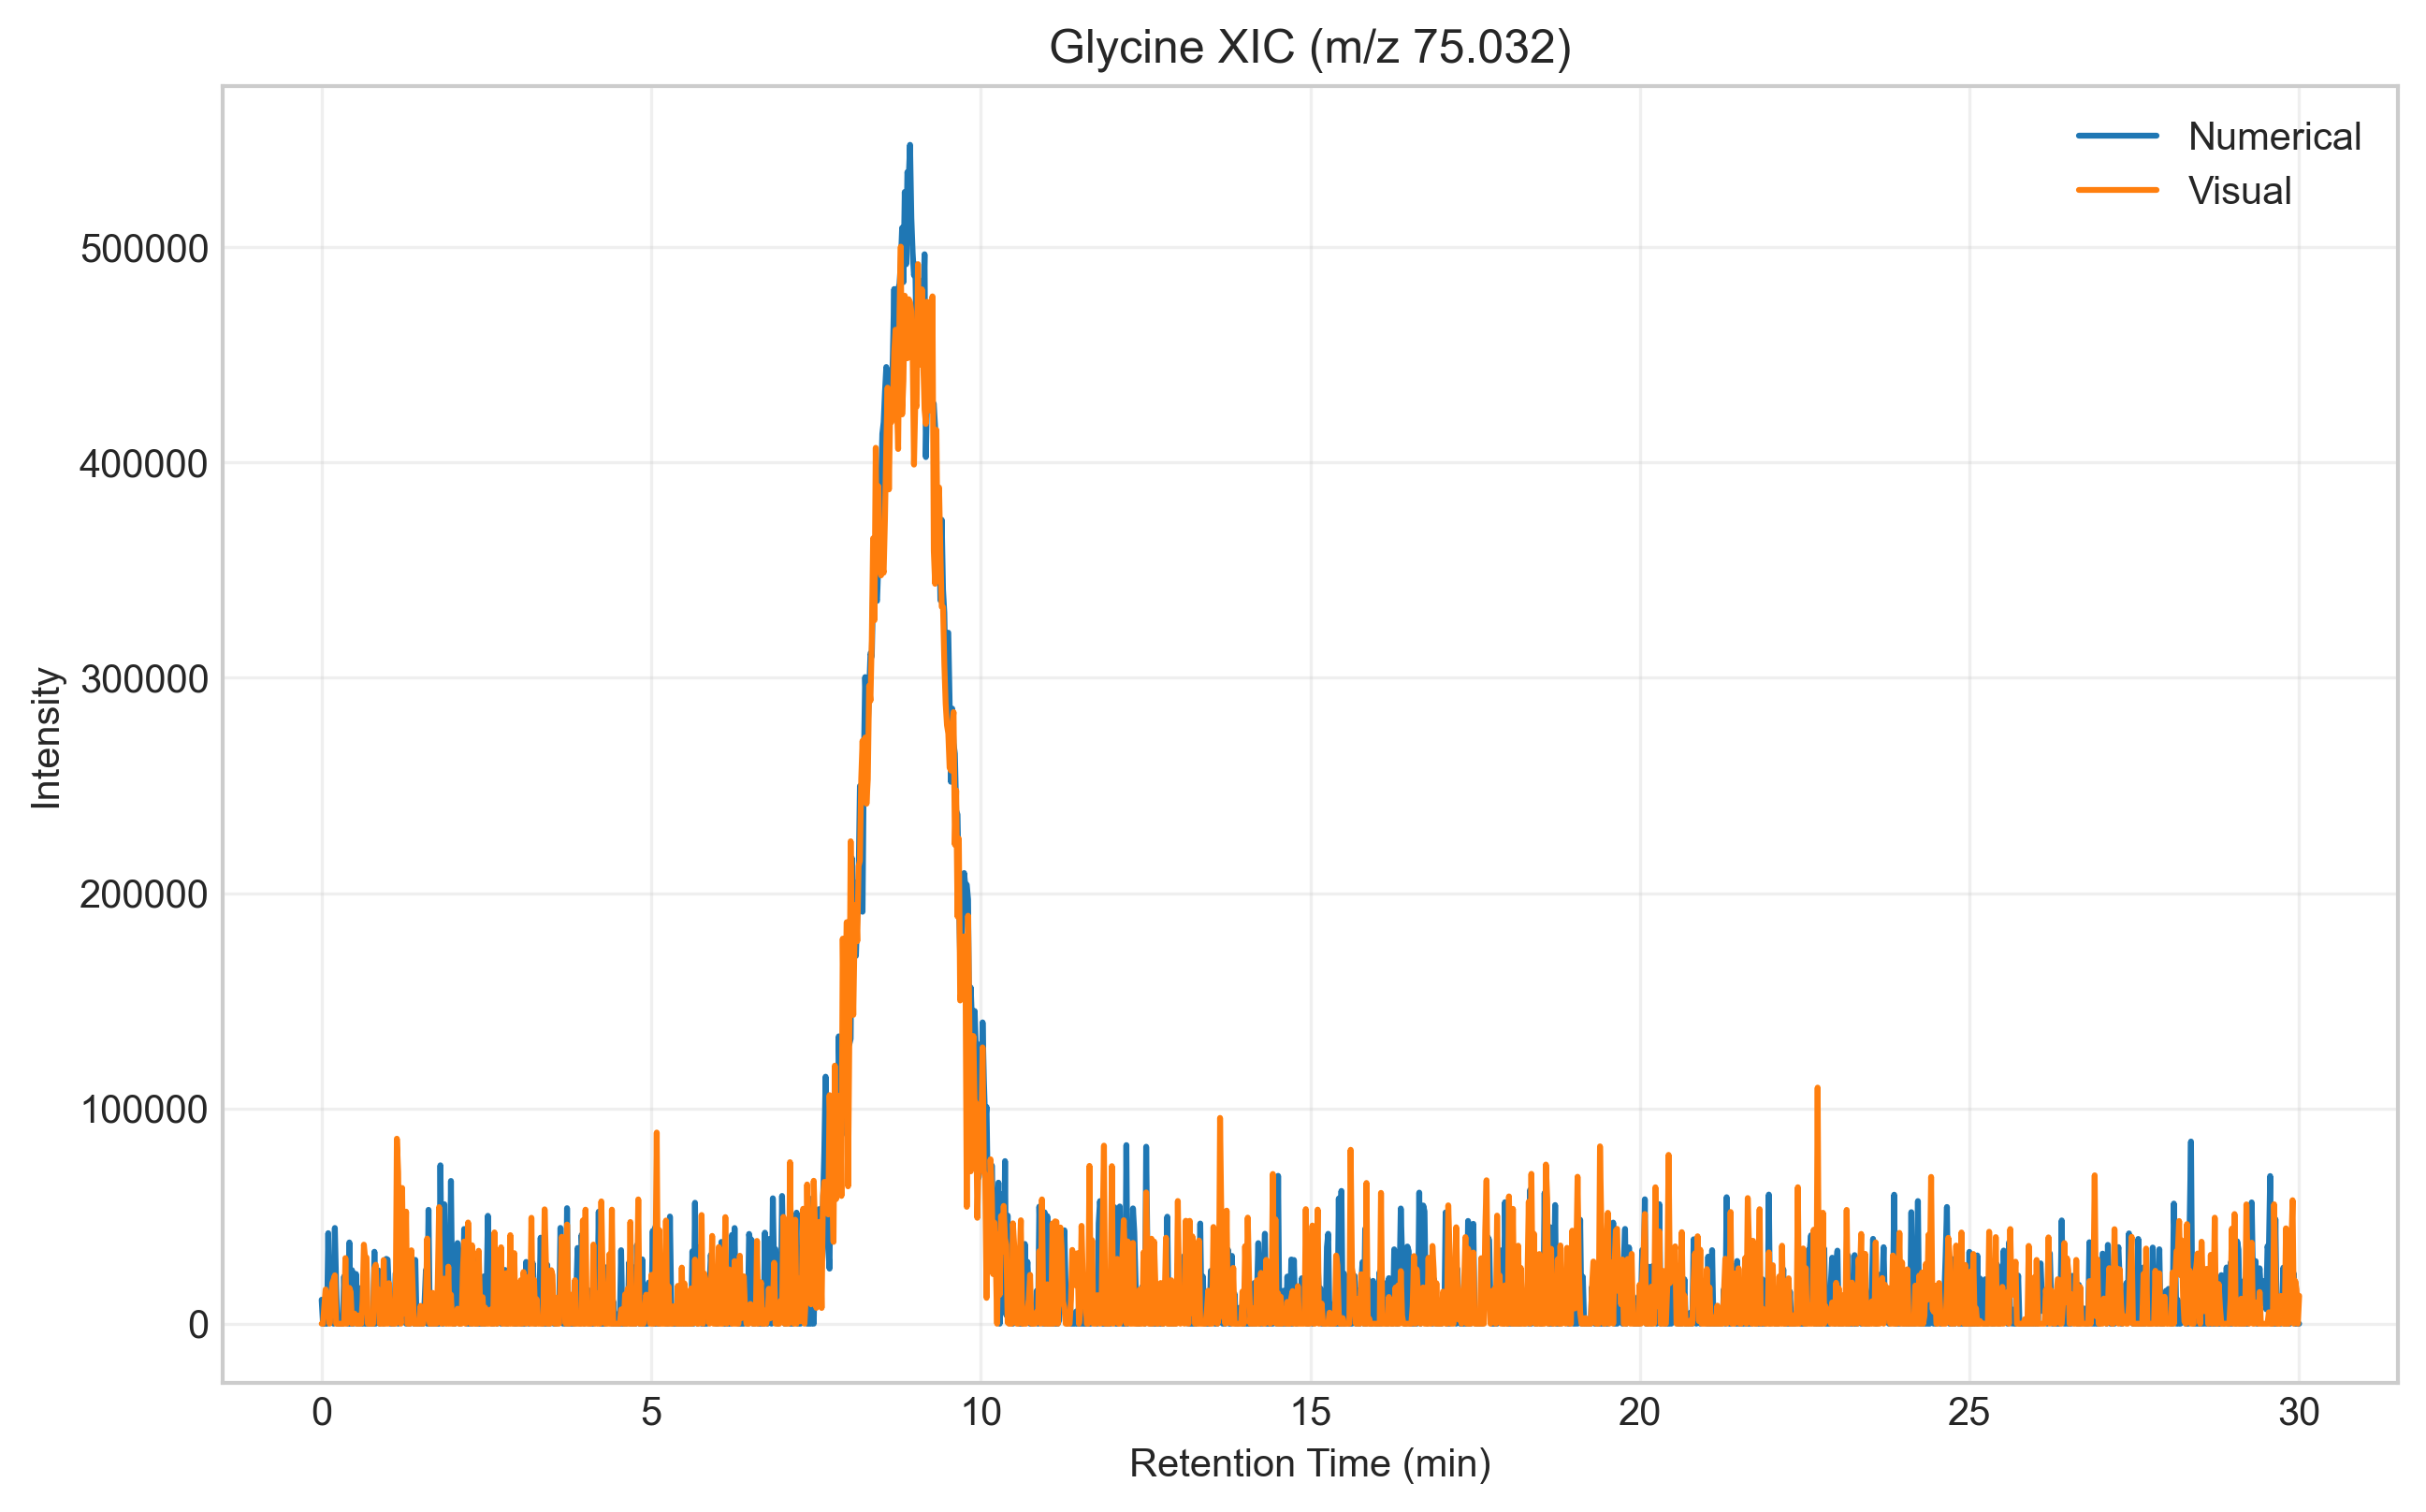 Glycine XIC (m/z 75.032)
Numerical
Visual
500000
400000
300000
200000
100000
0
Intensity
0 5 10 15 20 25 30
Retention Time (min)